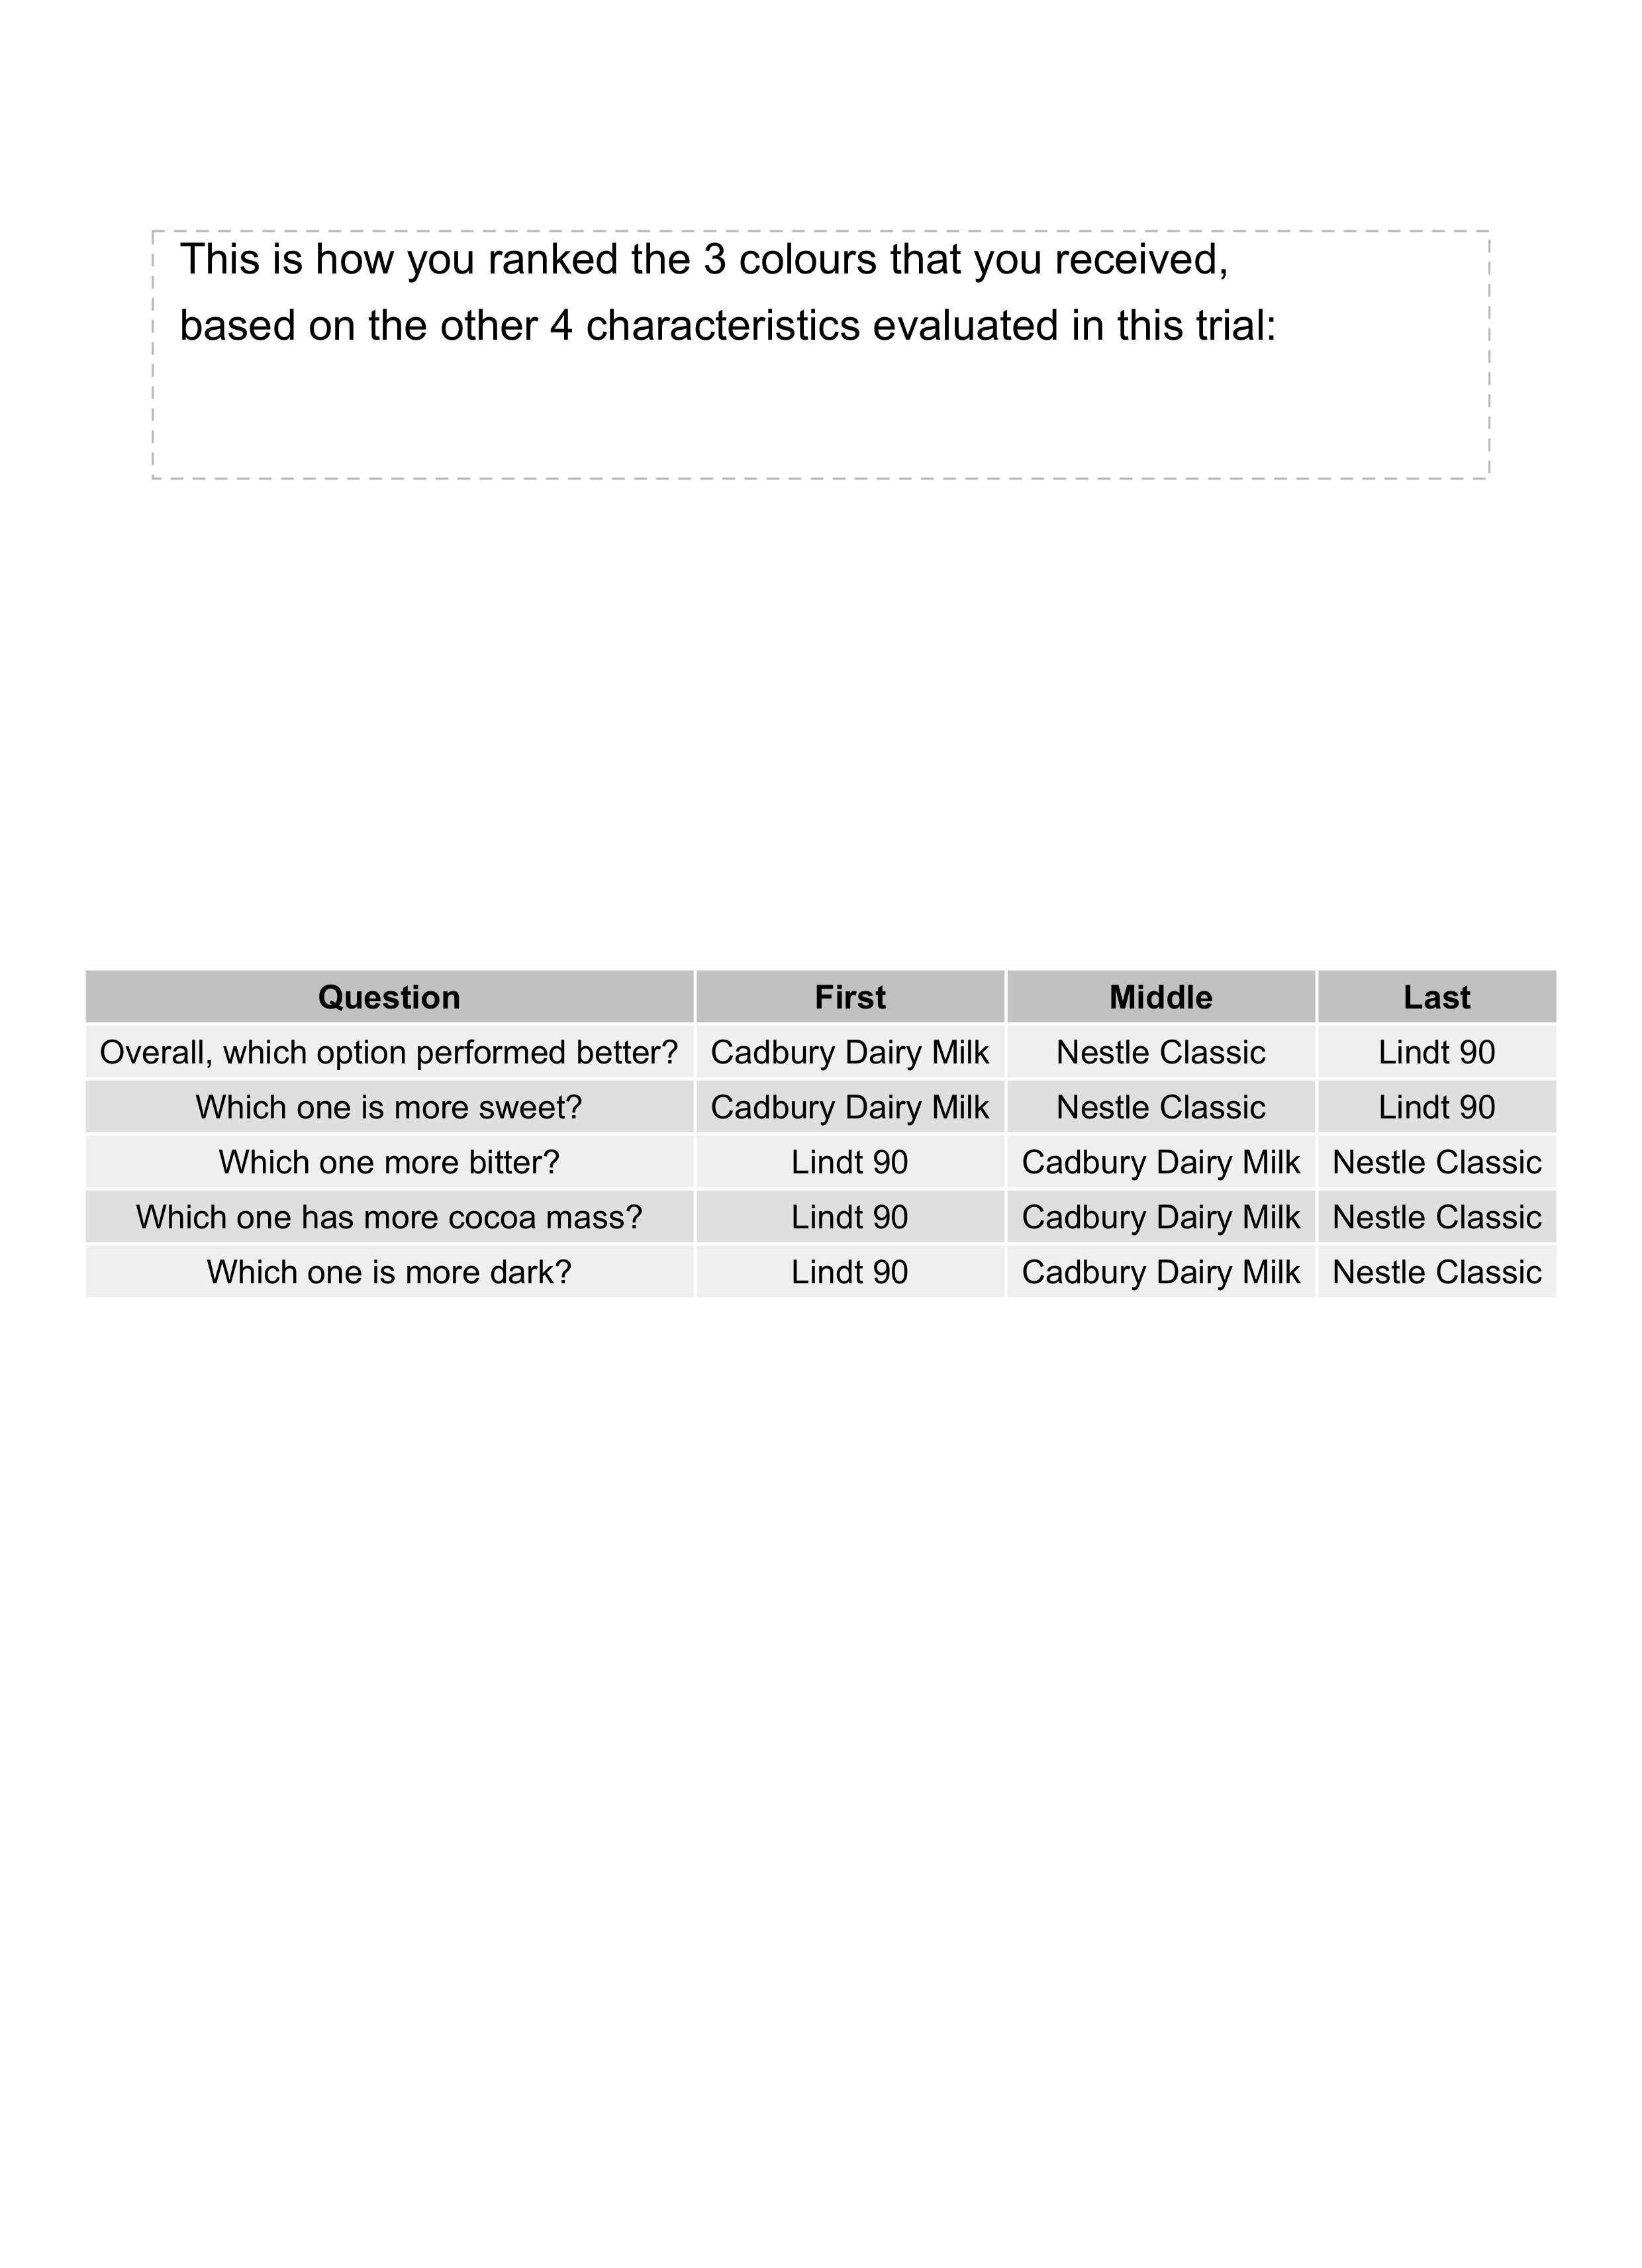 This is how you ranked the 3 colours that you received,
based on the other 4 characteristics evaluated in this trial:
Question First Middle Last
Overall, which option performed better? Cadbury Dairy Milk Nestle Classic Lindt 90
Which one is more sweet? Cadbury Dairy Milk Nestle Classic Lindt 90
Which one more bitter? Lindt 90 Cadbury Dairy Milk Nestle Classic
Which one has more cocoa mass? Lindt 90 Cadbury Dairy Milk Nestle Classic
Which one is more dark? Lindt 90 Cadbury Dairy Milk Nestle Classic